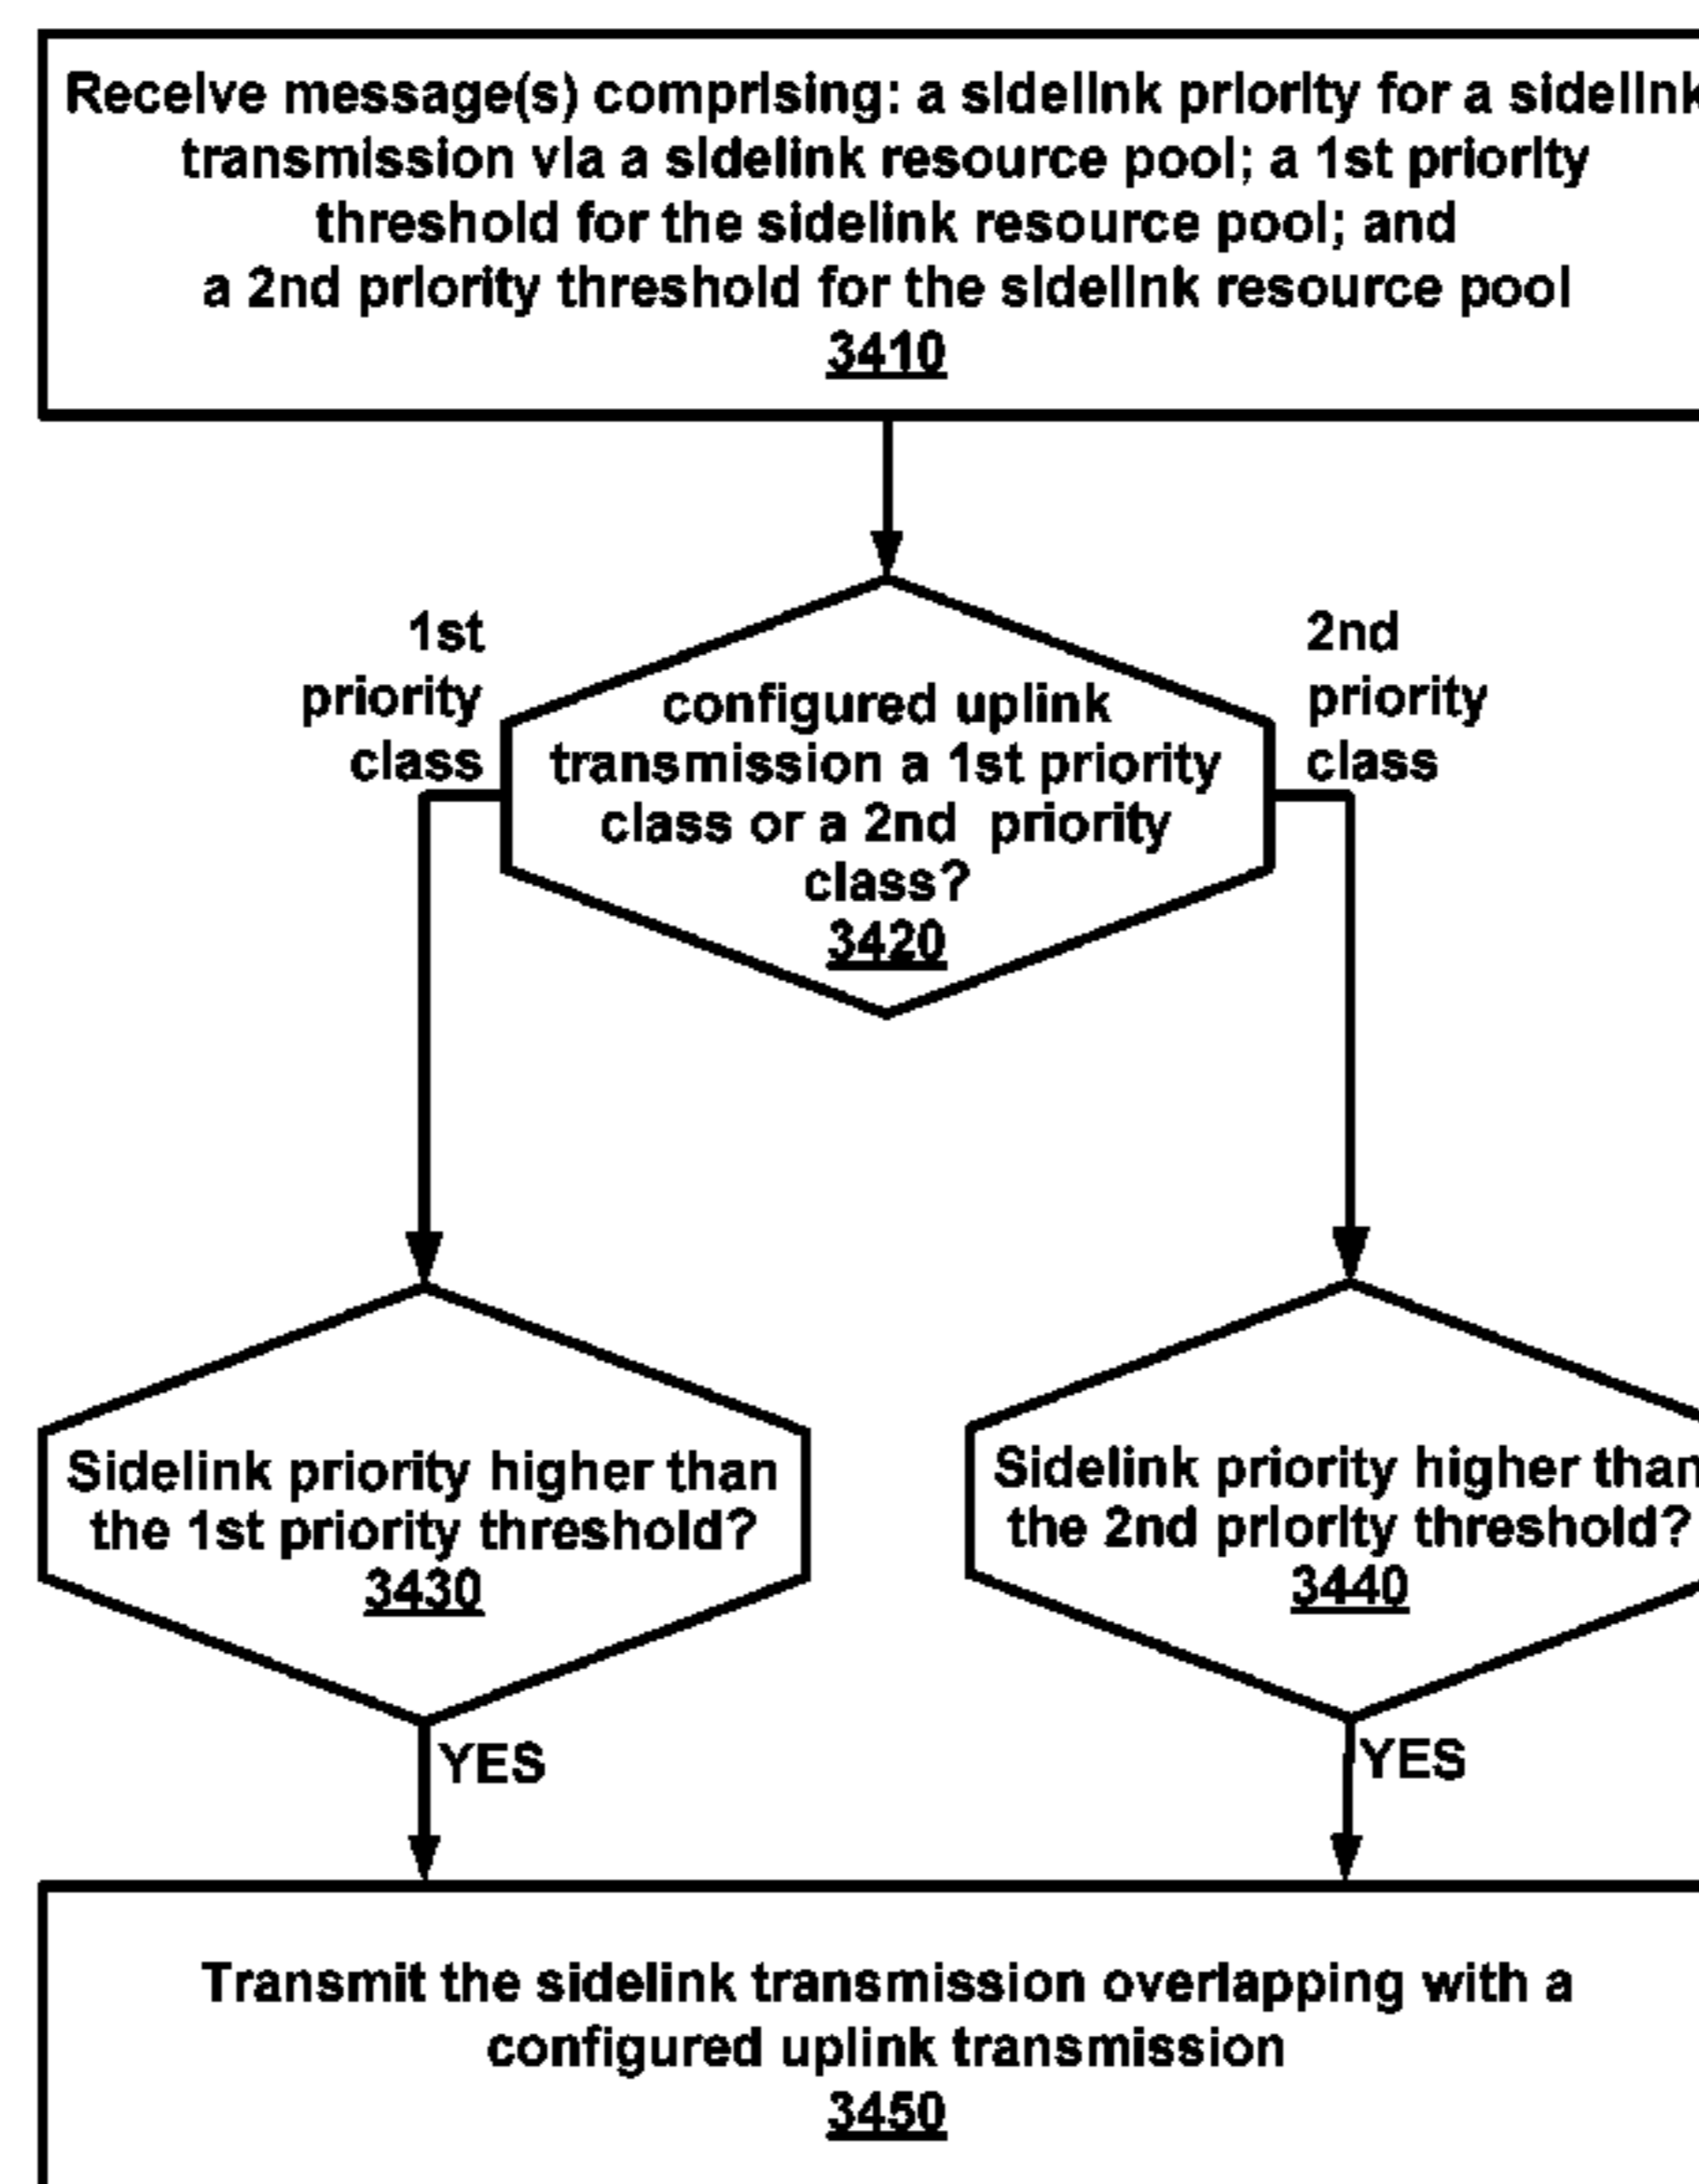 Receive message(s) comprising: a sidelink priority for a sidelink
transmission via a sidelink resource pool; a 1st priority
threshold for the sidelink resource pool; and
a 2nd priority threshold for the sidelink resource pool
3410
1st
priority
class
2nd
priority
class
configured uplink
transmission a 1st priority
class or a 2nd priority
class?
3420
Sidelink priority higher than
the 1st priority threshold?
3430
Sidelink priority higher than
the 2nd priority threshold?
3440
YES
YES
Transmit the sidelink transmission overlapping with a
configured uplink transmission
3450